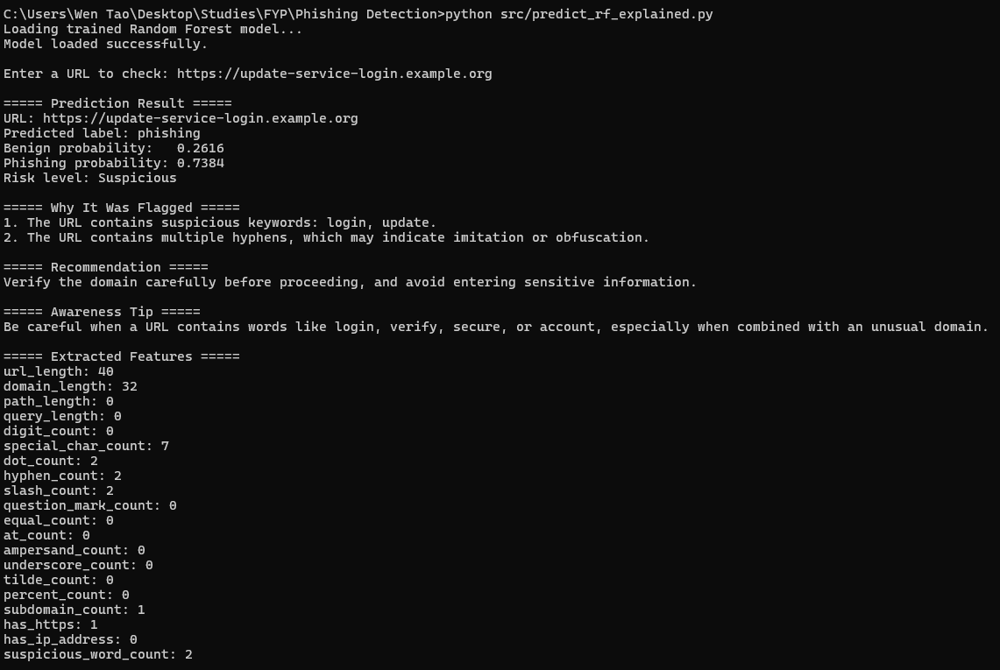 C:\Users\Wen Tao\Desktop\Studies\FYP\Phishing Detection>python src/predict_rf_explained.py
Loading trained Random Forest model...
Model loaded successfully.
Enter a URL to check: https://update-service-login.example.org
===== Prediction Result =====
URL: https://update-service-login.example.org
Predicted label: phishing
Benign probability:   0.2616
Phishing probability: 0.7384
Risk level: Suspicious
===== Why It Was Flagged =====
1. The URL contains suspicious keywords: login, update.
2. The URL contains multiple hyphens, which may indicate imitation or obfuscation.
===== Recommendation =====
Verify the domain carefully before proceeding, and avoid entering sensitive information.
===== Awareness Tip =====
Be careful when a URL contains words like login, verify, secure, or account, especially when combined with an unusual domain.
===== Extracted Features =====
url_length: 40
domain_length: 32
path_length: 0
query_length: 0
digit_count: 0
special_char_count: 7
dot_count: 2
hyphen_count: 2
slash_count: 2
question_mark_count: 0
equal_count: 0
at_count: 0
ampersand_count: 0
underscore_count: 0
tilde_count: 0
percent_count: 0
subdomain_count: 1
has_https: 1
has_ip_address: 0
suspicious_word_count: 2